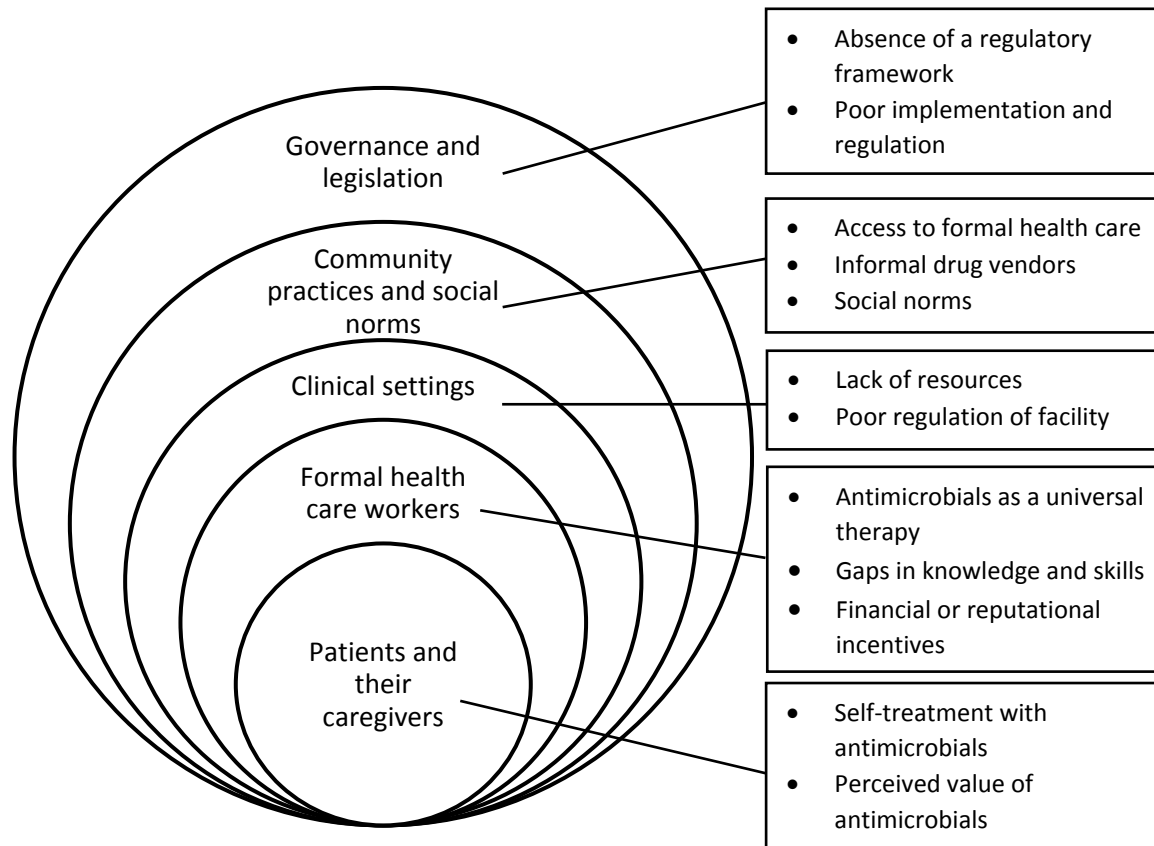 Governance and
legislation
• Absence of a regulatory
framework
• Poor implementation and
regulation
Community
practices and social
norms
• Access to formal health care
• Informal drug vendors
• Social norms
Clinical settings
• Lack of resources
• Poor regulation of facility
Formal health
care workers
• Antimicrobials as a universal
therapy
• Gaps in knowledge and skills
• Financial or reputational
incentives
Patients and
their
caregivers
• Self-treatment with
antimicrobials
• Perceived value of
antimicrobials